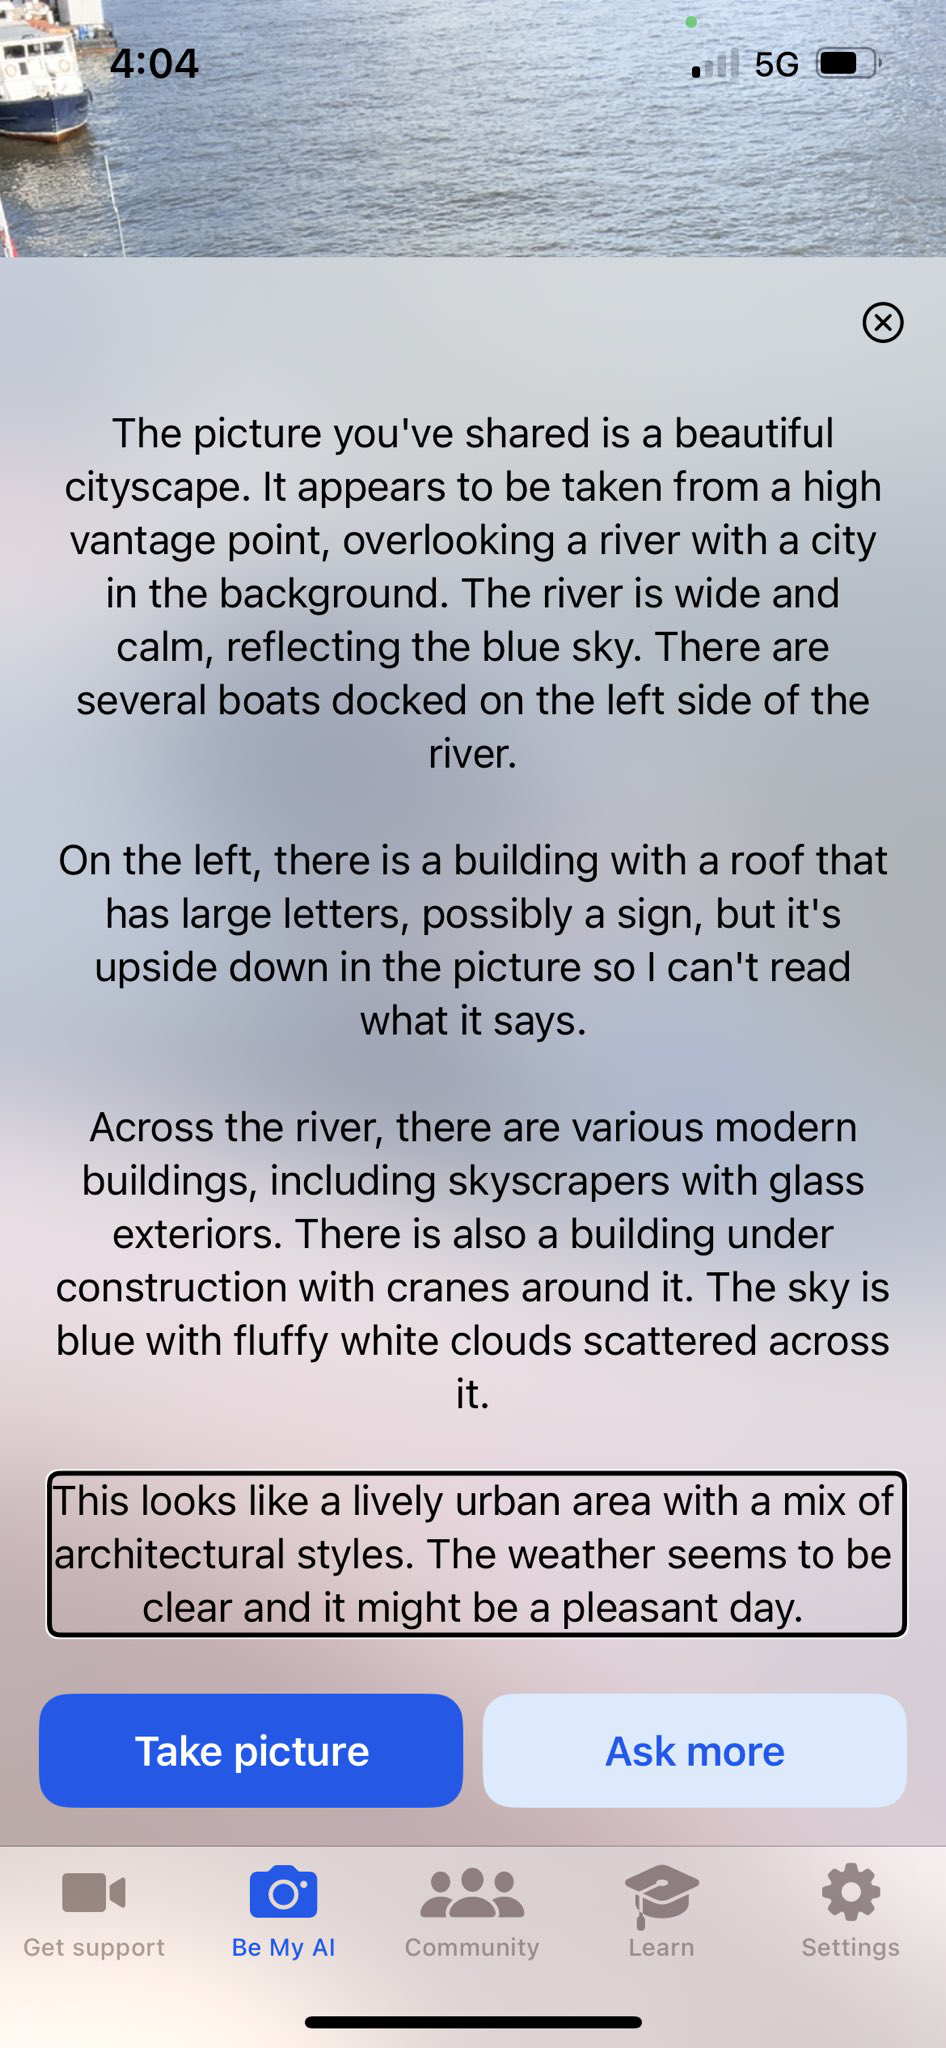 4:04
5G
The picture you've shared is a beautiful
cityscape. It appears to be taken from a high
vantage point, overlooking a river with a city
in the background. The river is wide and
calm, reflecting the blue sky. There are
several boats docked on the left side of the
river.
On the left, there is a building with a roof that
has large letters, possibly a sign, but it's
upside down in the picture so I can't read
what it says.
Across the river, there are various modern
buildings, including skyscrapers with glass
exteriors. There is also a building under
construction with cranes around it. The sky is
blue with fluffy white clouds scattered across
it.
This looks like a lively urban area with a mix of
architectural styles. The weather seems to be
clear and it might be a pleasant day.
Take picture
Ask more
Get support
Be My AI
Community
Learn
Settings